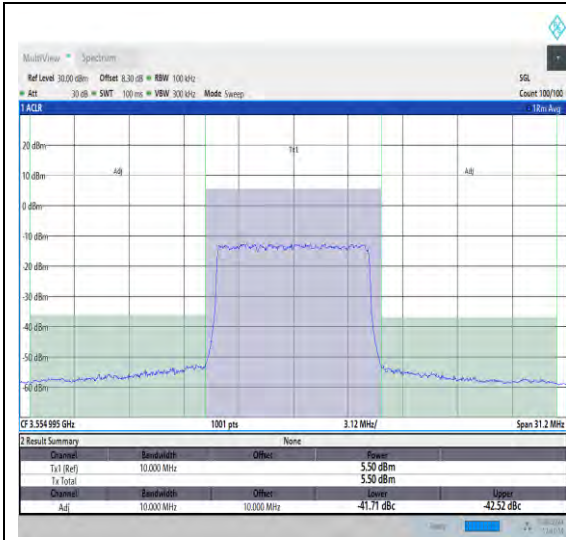 MultiView Spectrum
Ref Level 30.00 dBm Offset 8.30 dB RBW 100 kHz SGL
Att 30 dB SWT 100 ms VBW 300 kHz Mode Sweep Count 100/100
1 ACLR 1Rm Avg
Tx1
Adj Adj
20 dBm
10 dBm
0 dBm
-10 dBm
-20 dBm
-30 dBm
-40 dBm
-50 dBm
-60 dBm
CF 3.554 995 GHz 1001 pts 3.12 MHz/ Span 31.2 MHz
2 Result Summary None
Channel Bandwidth Offset Power
Tx1 (Ref) 10.000 MHz 5.50 dBm
Tx Total 5.50 dBm
Channel Bandwidth Offset Lower Upper
Adj 10.000 MHz 10.000 MHz -41.71 dBc -42.52 dBc
Ready